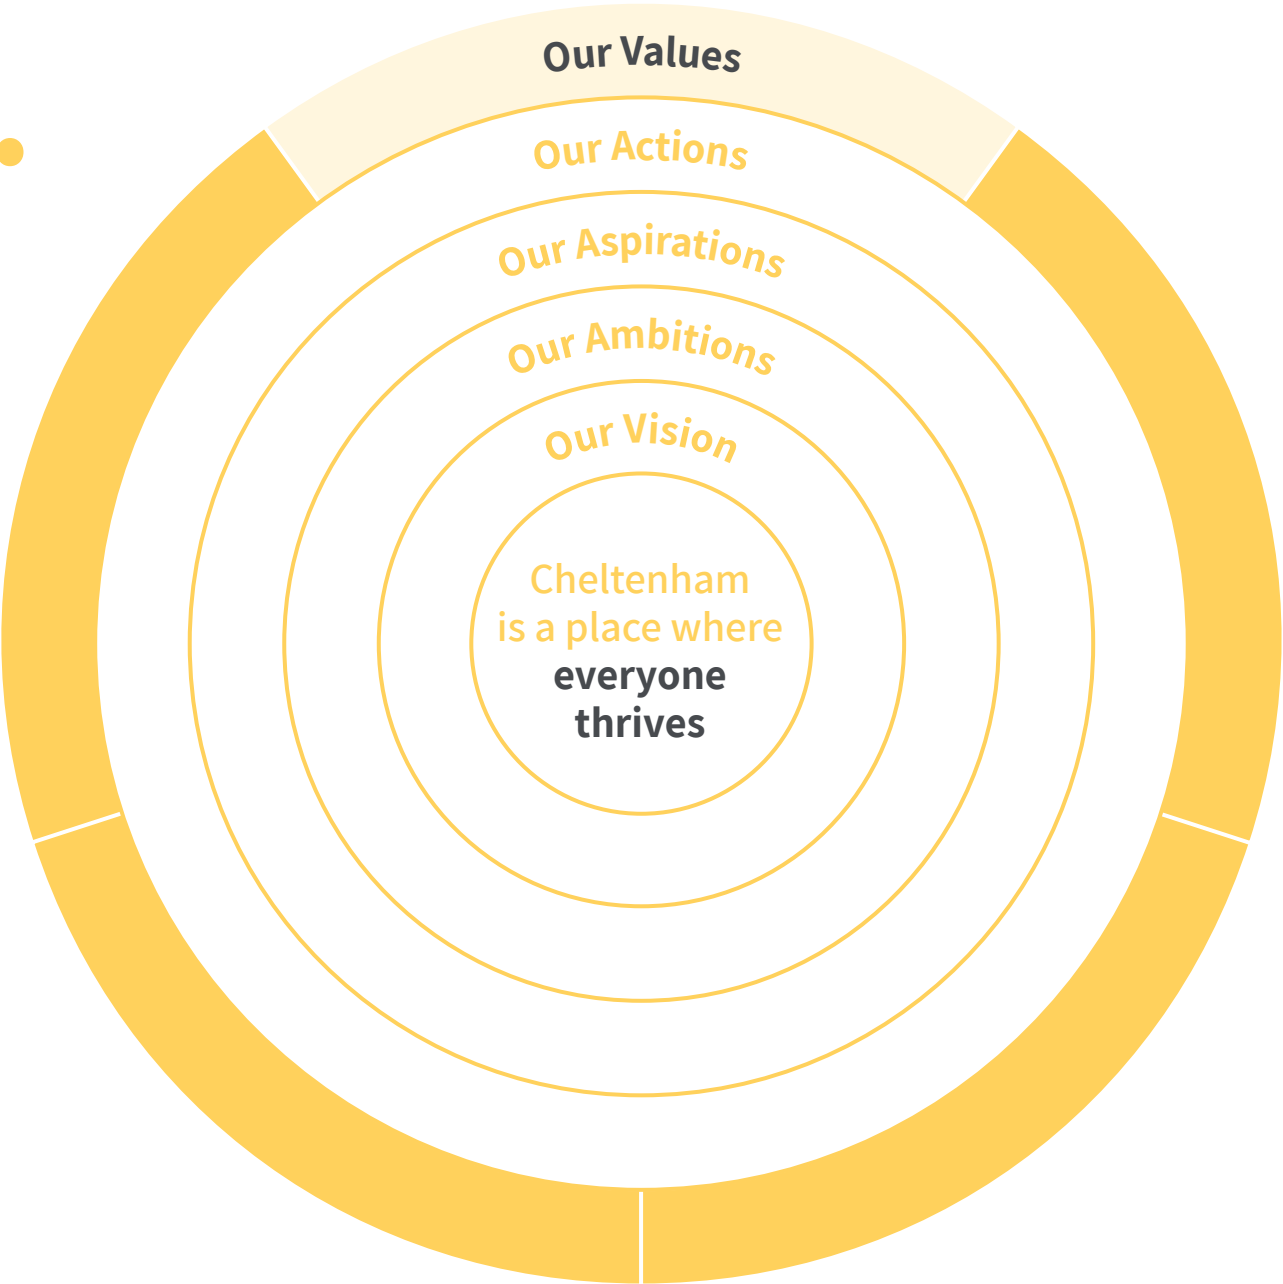 Our Values
Our Actions
Our Aspirations
Our Ambitions
Our Vision
Cheltenham
is a place where
everyone
thrives